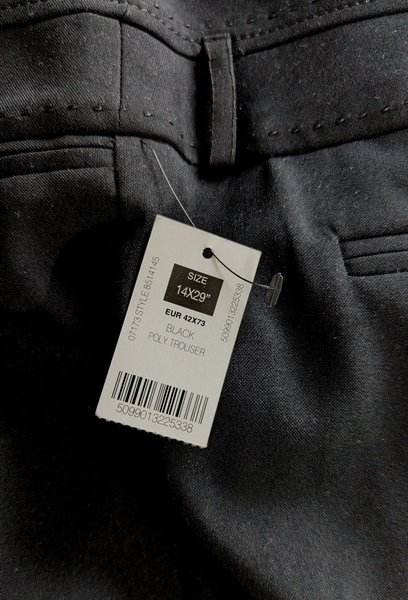 SIZE
14X29"
EUR 42X73
BLACK
POLY TROUSER
07173 STYLE 8514145
5099013225338
5099013225338